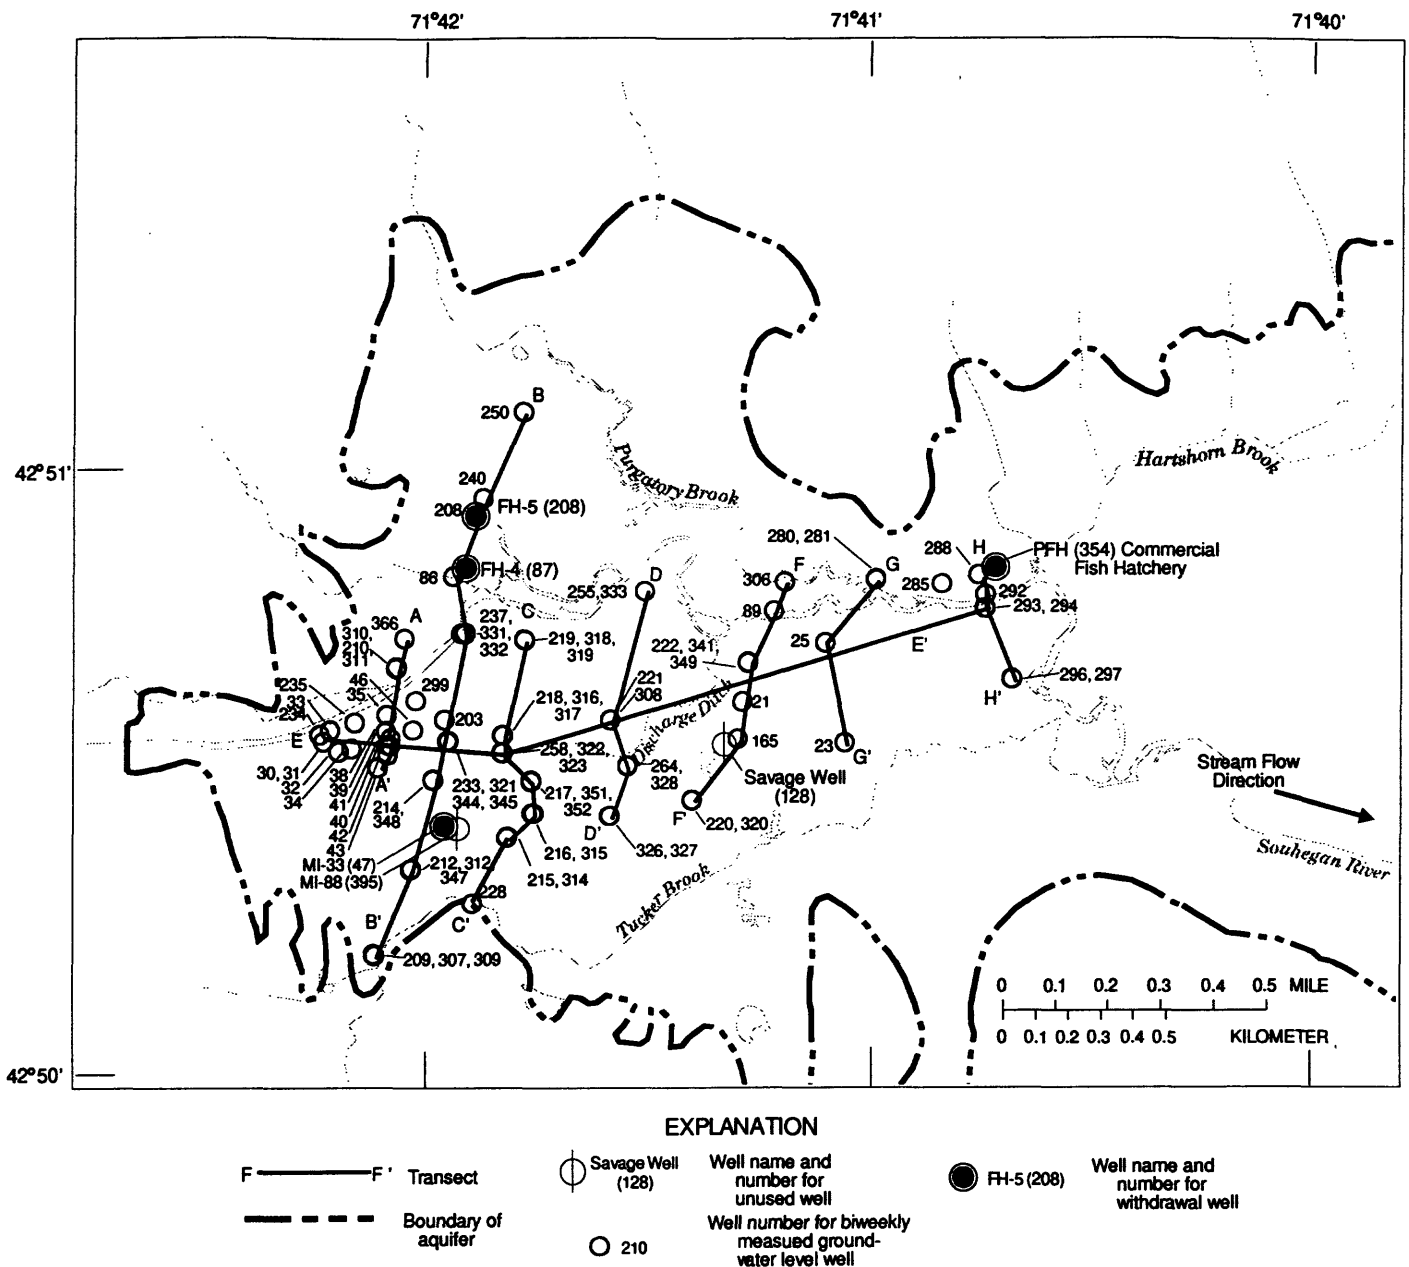 71°42'
71°41'
71°40'
42°51'
42°50'
B
250
240
208
FH-5 (208)
86
FH-4 (87)
Purgatory Brook
Hartshorn Brook
280, 281
F
G
288
H
PFH (354) Commercial
Fish Hatchery
306
285
292
293, 294
89
D
255, 333
A
366
310,
210,
311
237,
331,
332
C
219, 318,
319
222, 341,
349
25
E'
296, 297
H'
235
33
234
46
35
299
203
218, 316,
317
221
308
Discharge Ditch
21
165
23
G'
E
30, 31
32
34
38
39
41
40
42
43
A'
214,
348
233, 321
344, 345
258, 322,
323
217, 351,
352
264,
328
Savage Well
(128)
D'
F'
220, 320
326, 327
216, 315
215, 314
MI-33 (47)
MI-88 (395)
212, 312,
347
228
C'
B'
209, 307, 309
Tucker Brook
Stream Flow
Direction
Souhegan River
0 0.1 0.2 0.3 0.4 0.5 MILE
0 0.1 0.2 0.3 0.4 0.5 KILOMETER
EXPLANATION
F F' Transect
Boundary of
aquifer
Savage Well
(128)
Well name and
number for
unused well
210
Well number for biweekly
measued ground-
water level well
FH-5 (208)
Well name and
number for
withdrawal well